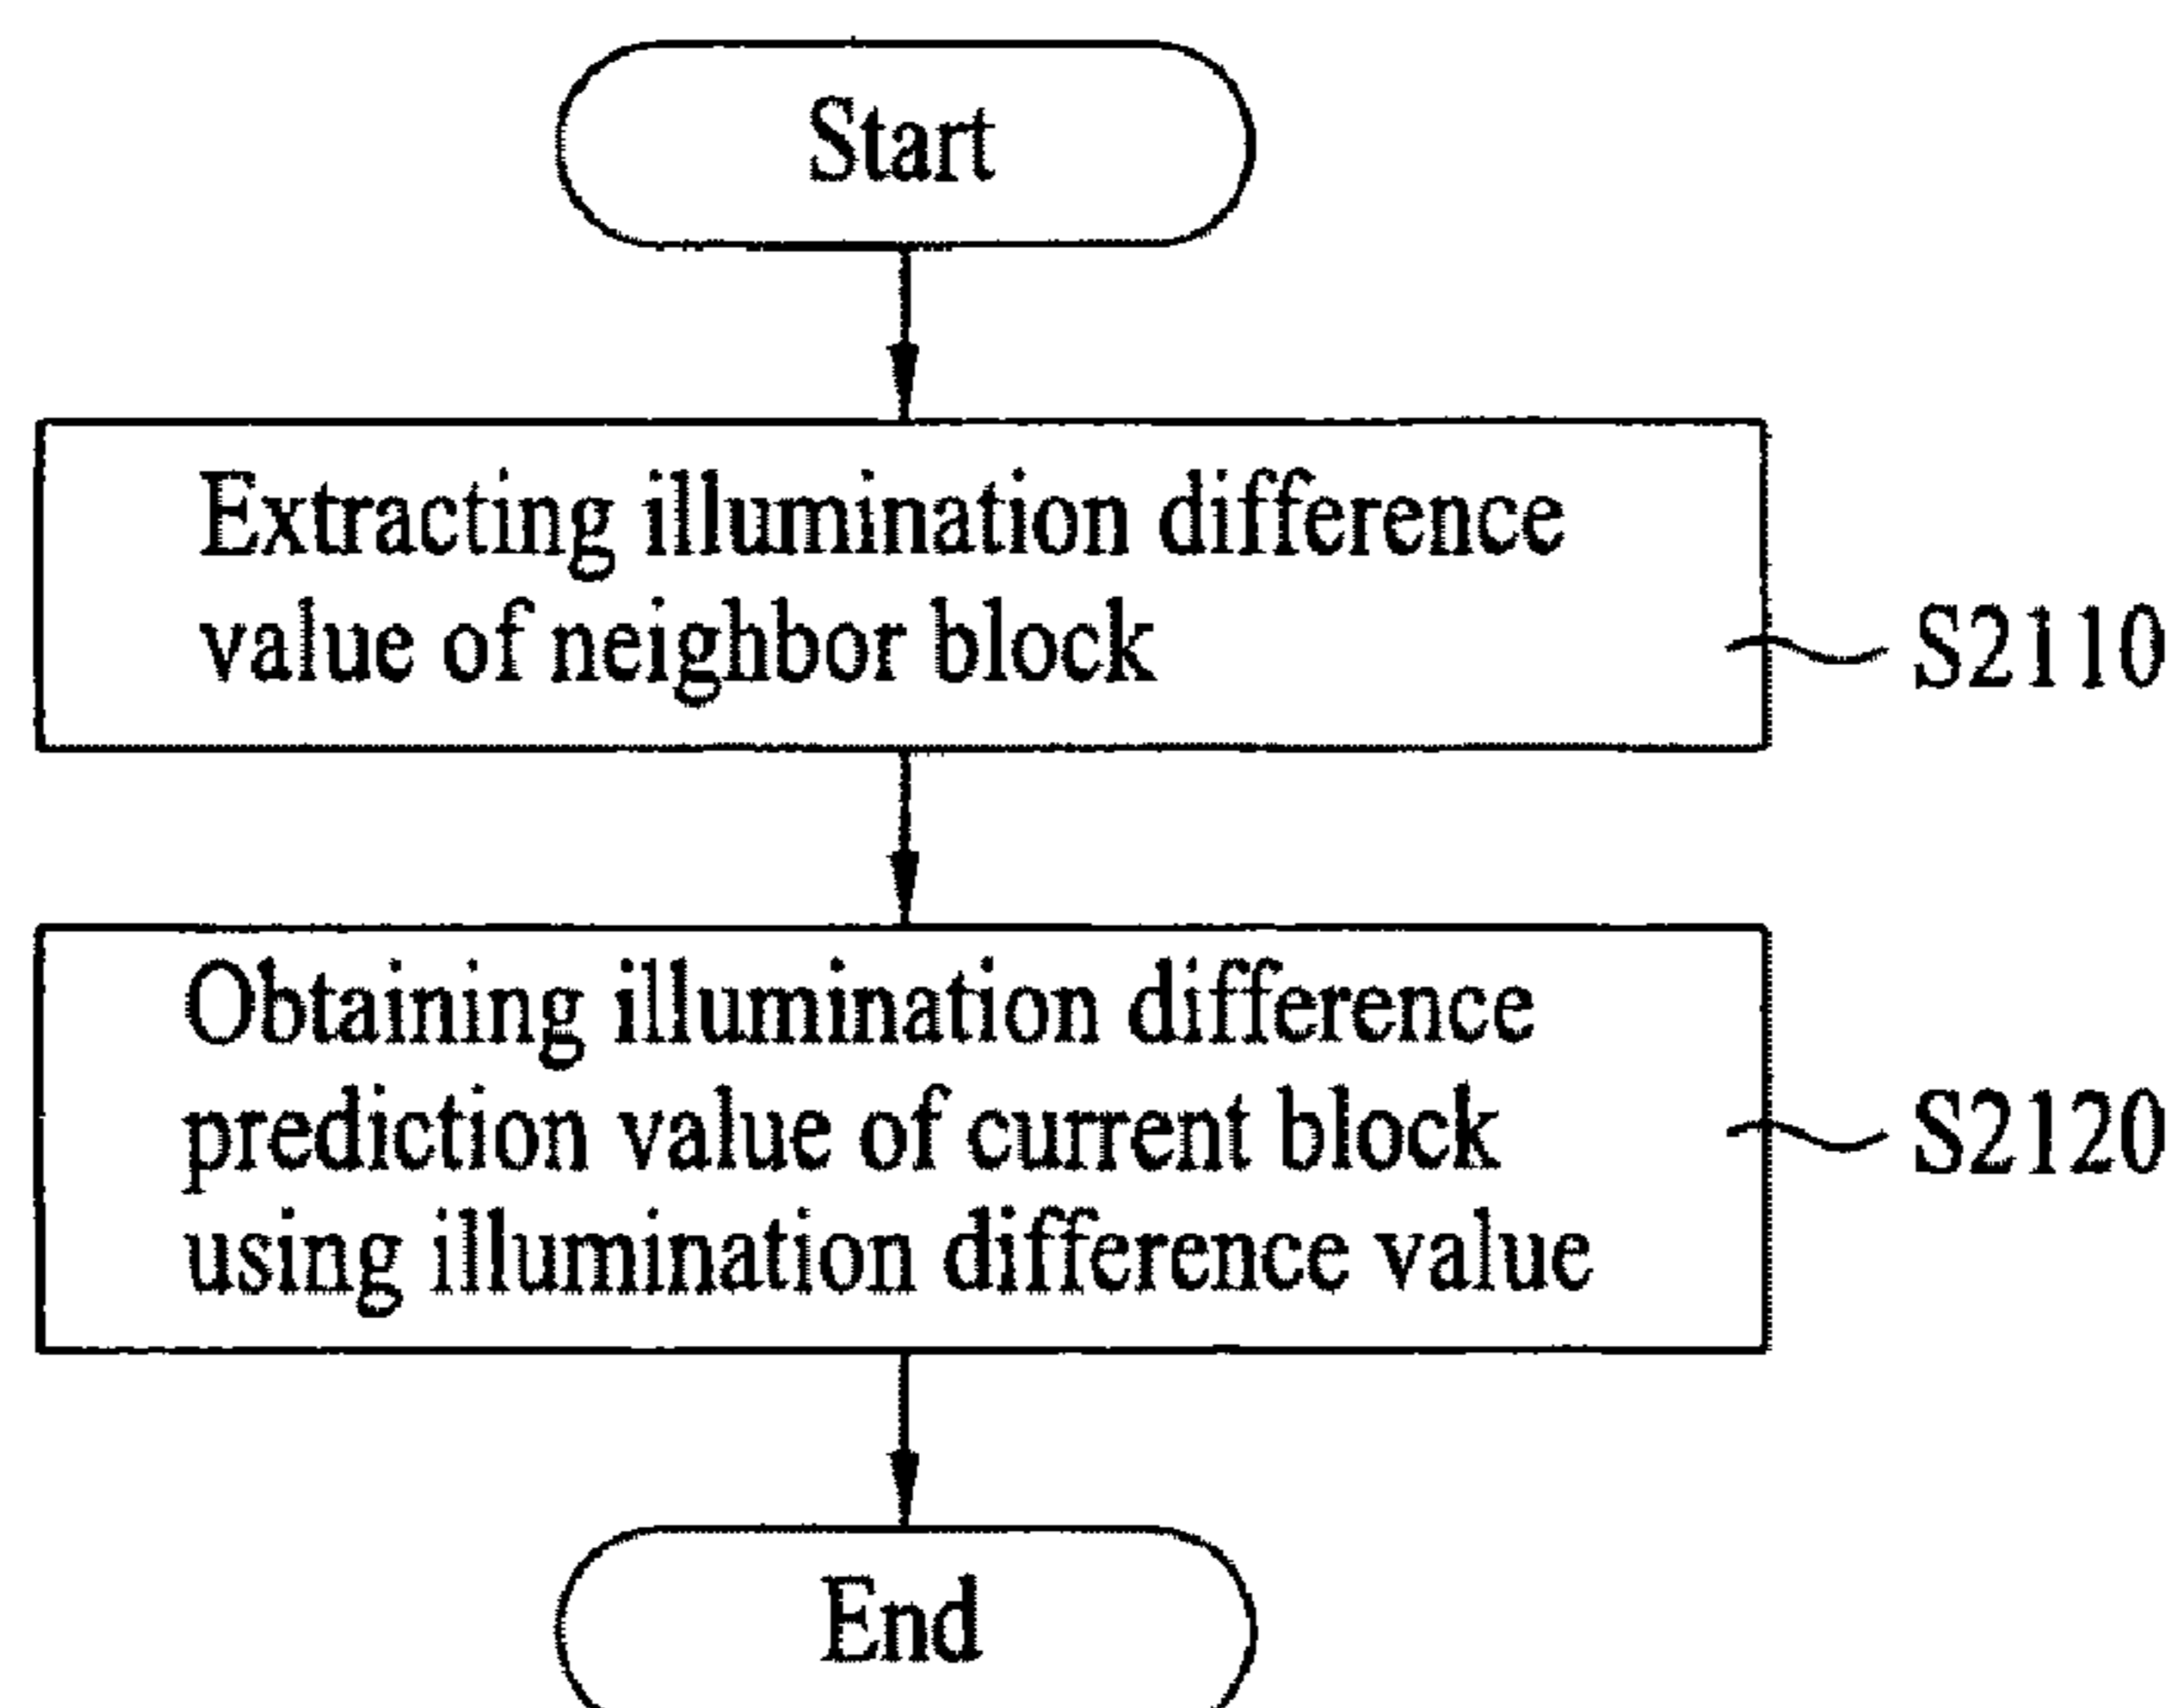 Start
Extracting illumination difference
value of neighbor block
S2110
Obtaining illumination difference
prediction value of current block
using illumination difference value
S2120
End